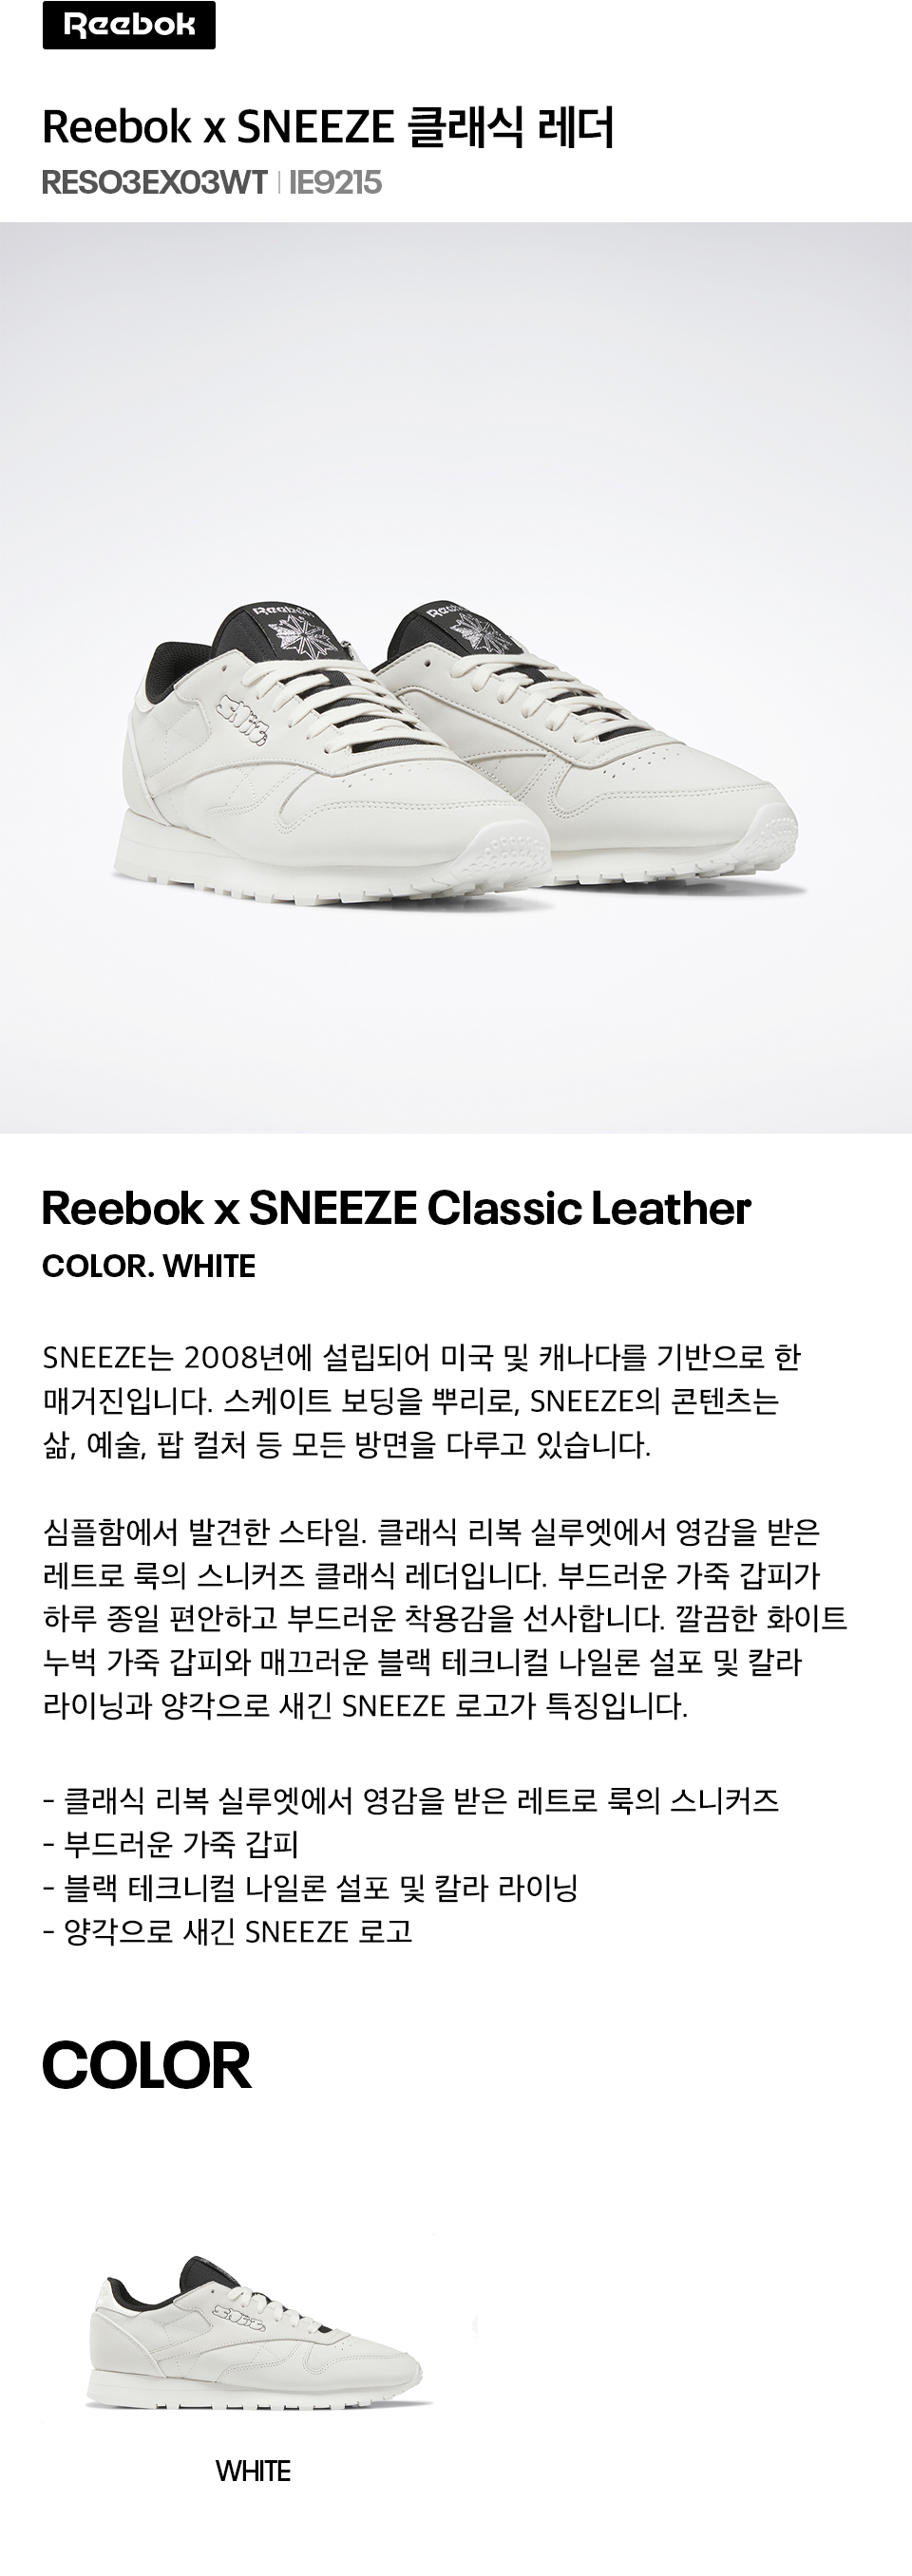 Reebok
Reebok x SNEEZE 클래식 레더
RESO3EX03WT | IE9215
Reebok
Reebok
Reebok x SNEEZE Classic Leather
COLOR. WHITE
SNEEZE는 2008년에 설립되어 미국 및 캐나다를 기반으로 한
매거진입니다. 스케이트 보딩을 뿌리로, SNEEZE의 콘텐츠는
삶, 예술, 팝 컬처 등 모든 방면을 다루고 있습니다.
심플함에서 발견한 스타일. 클래식 리복 실루엣에서 영감을 받은
레트로 룩의 스니커즈 클래식 레더입니다. 부드러운 가죽 갑피가
하루 종일 편안하고 부드러운 착용감을 선사합니다. 깔끔한 화이트
누벅 가죽 갑피와 매끄러운 블랙 테크니컬 나일론 설포 및 칼라
라이닝과 양각으로 새긴 SNEEZE 로고가 특징입니다.
- 클래식 리복 실루엣에서 영감을 받은 레트로 룩의 스니커즈
- 부드러운 가죽 갑피
- 블랙 테크니컬 나일론 설포 및 칼라 라이닝
- 양각으로 새긴 SNEEZE 로고
COLOR
WHITE